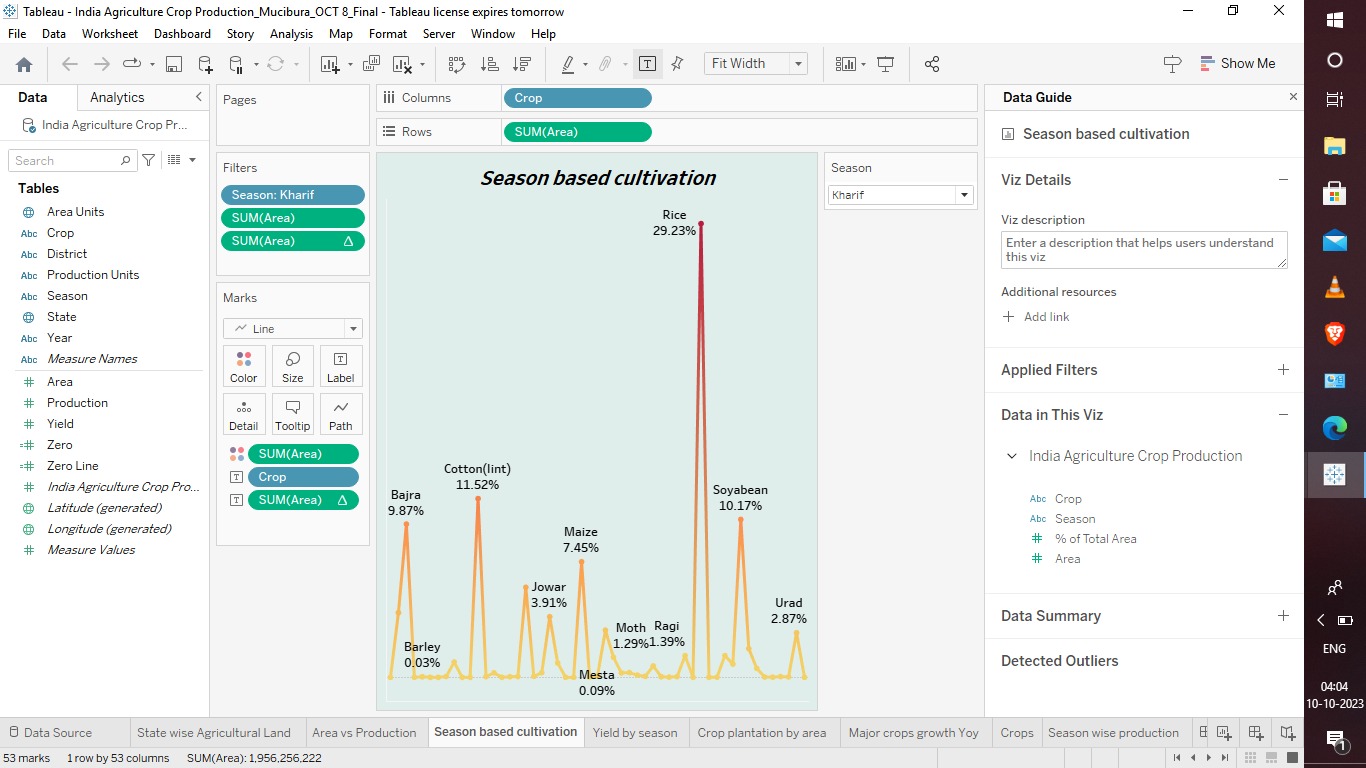 Tableau - India Agriculture Crop Production_Mucibura_OCT 8_Final - Tableau license expires tomorrow
File Data Worksheet Dashboard Story Analysis Map Format Server Window Help
Fit Width
Show Me
Data Analytics
India Agriculture Crop Pr...
Search
Tables
Area Units
Abc Crop
Abc District
Abc Production Units
Abc Season
State
Abc Year
Abc Measure Names
# Area
# Production
# Yield
=# Zero
=# Zero Line
# India Agriculture Crop Pro...
Latitude (generated)
Longitude (generated)
# Measure Values
Pages
Filters
Season: Kharif
SUM(Area)
SUM(Area) Δ
Marks
Line
Color Size Label
Detail Tooltip Path
SUM(Area)
Crop
SUM(Area) Δ
Columns Crop
Rows SUM(Area)
Season based cultivation
Rice
29.23%
Cotton(lint)
11.52%
Bajra
9.87%
Soyabean
10.17%
Maize
7.45%
Jowar
3.91%
Urad
2.87%
Moth
1.29%
Ragi
1.39%
Barley
0.03%
Mesta
0.09%
Season
Kharif
Data Guide
Season based cultivation
Viz Details
Viz description
Enter a description that helps users understand
this viz
Additional resources
Add link
Applied Filters
Data in This Viz
India Agriculture Crop Production
Abc Crop
Abc Season
# % of Total Area
# Area
Data Summary
Detected Outliers
Data Source State wise Agricultural Land Area vs Production Season based cultivation Yield by season Crop plantation by area Major crops growth Yoy Crops Season wise production
53 marks 1 row by 53 columns SUM(Area): 1,956,256,222
ENG
04:04
10-10-2023
1